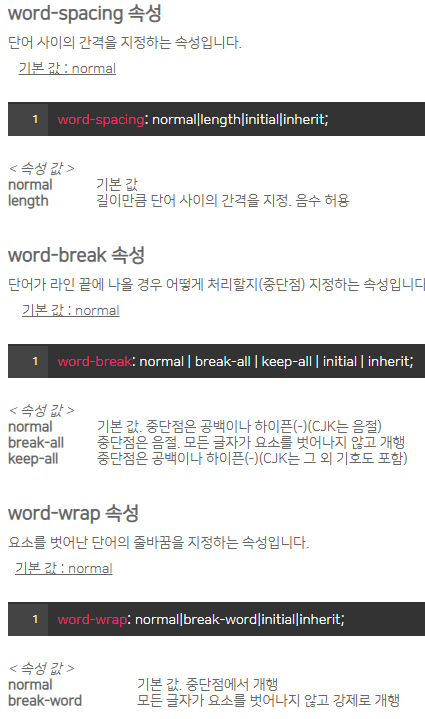 word-spacing 속성
단어 사이의 간격을 지정하는 속성입니다.
기본 값 : normal
1 word-spacing: normal|length|initial|inherit;
< 속성 값 >
normal 기본 값
length 길이만큼 단어 사이의 간격을 지정. 음수 허용
word-break 속성
단어가 라인 끝에 나올 경우 어떻게 처리할지(중단점) 지정하는 속성입니다
기본 값 : normal
1 word-break: normal | break-all | keep-all | initial | inherit;
< 속성 값 >
normal 기본 값. 중단점은 공백이나 하이픈(-)(CJK는 음절)
break-all 중단점은 음절. 모든 글자가 요소를 벗어나지 않고 개행
keep-all 중단점은 공백이나 하이픈(-)(CJK는 그 외 기호도 포함)
word-wrap 속성
요소를 벗어난 단어의 줄바꿈을 지정하는 속성입니다.
기본 값 : normal
1 word-wrap: normal|break-word|initial|inherit;
< 속성 값 >
normal 기본 값. 중단점에서 개행
break-word 모든 글자가 요소를 벗어나지 않고 강제로 개행